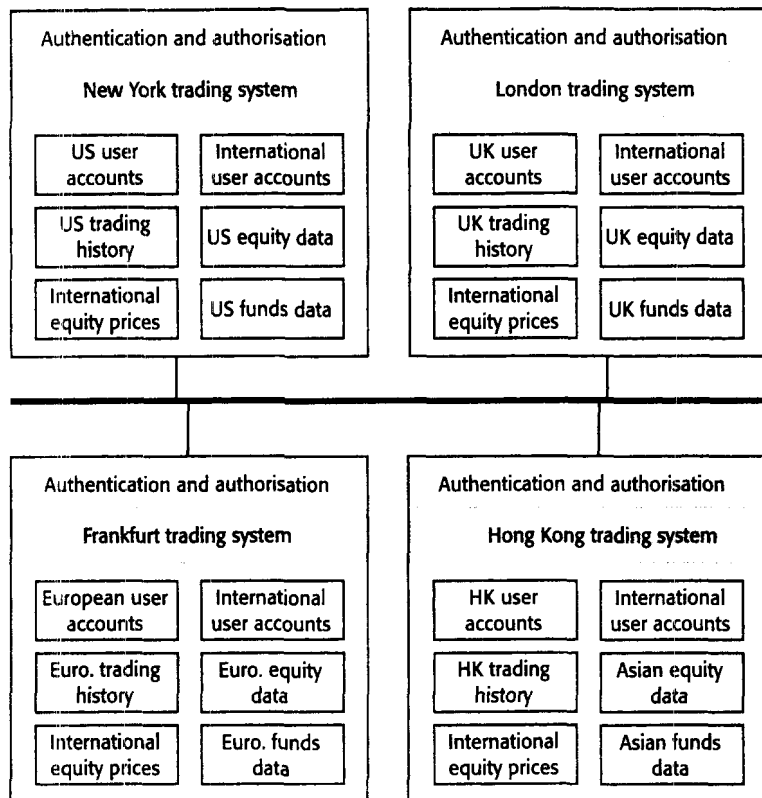 Authentication and authorisation
New York trading system
US user
accounts
International
user accounts
US trading
history
US equity data
International
equity prices
US funds data
Authentication and authorisation
London trading system
UK user
accounts
International
user accounts
UK trading
history
UK equity data
International
equity prices
UK funds data
Authentication and authorisation
Frankfurt trading system
European user
accounts
International
user accounts
Euro. trading
history
Euro. equity
data
International
equity prices
Euro. funds
data
Authentication and authorisation
Hong Kong trading system
HK user
accounts
International
user accounts
HK trading
history
Asian equity
data
International
equity prices
Asian funds
data